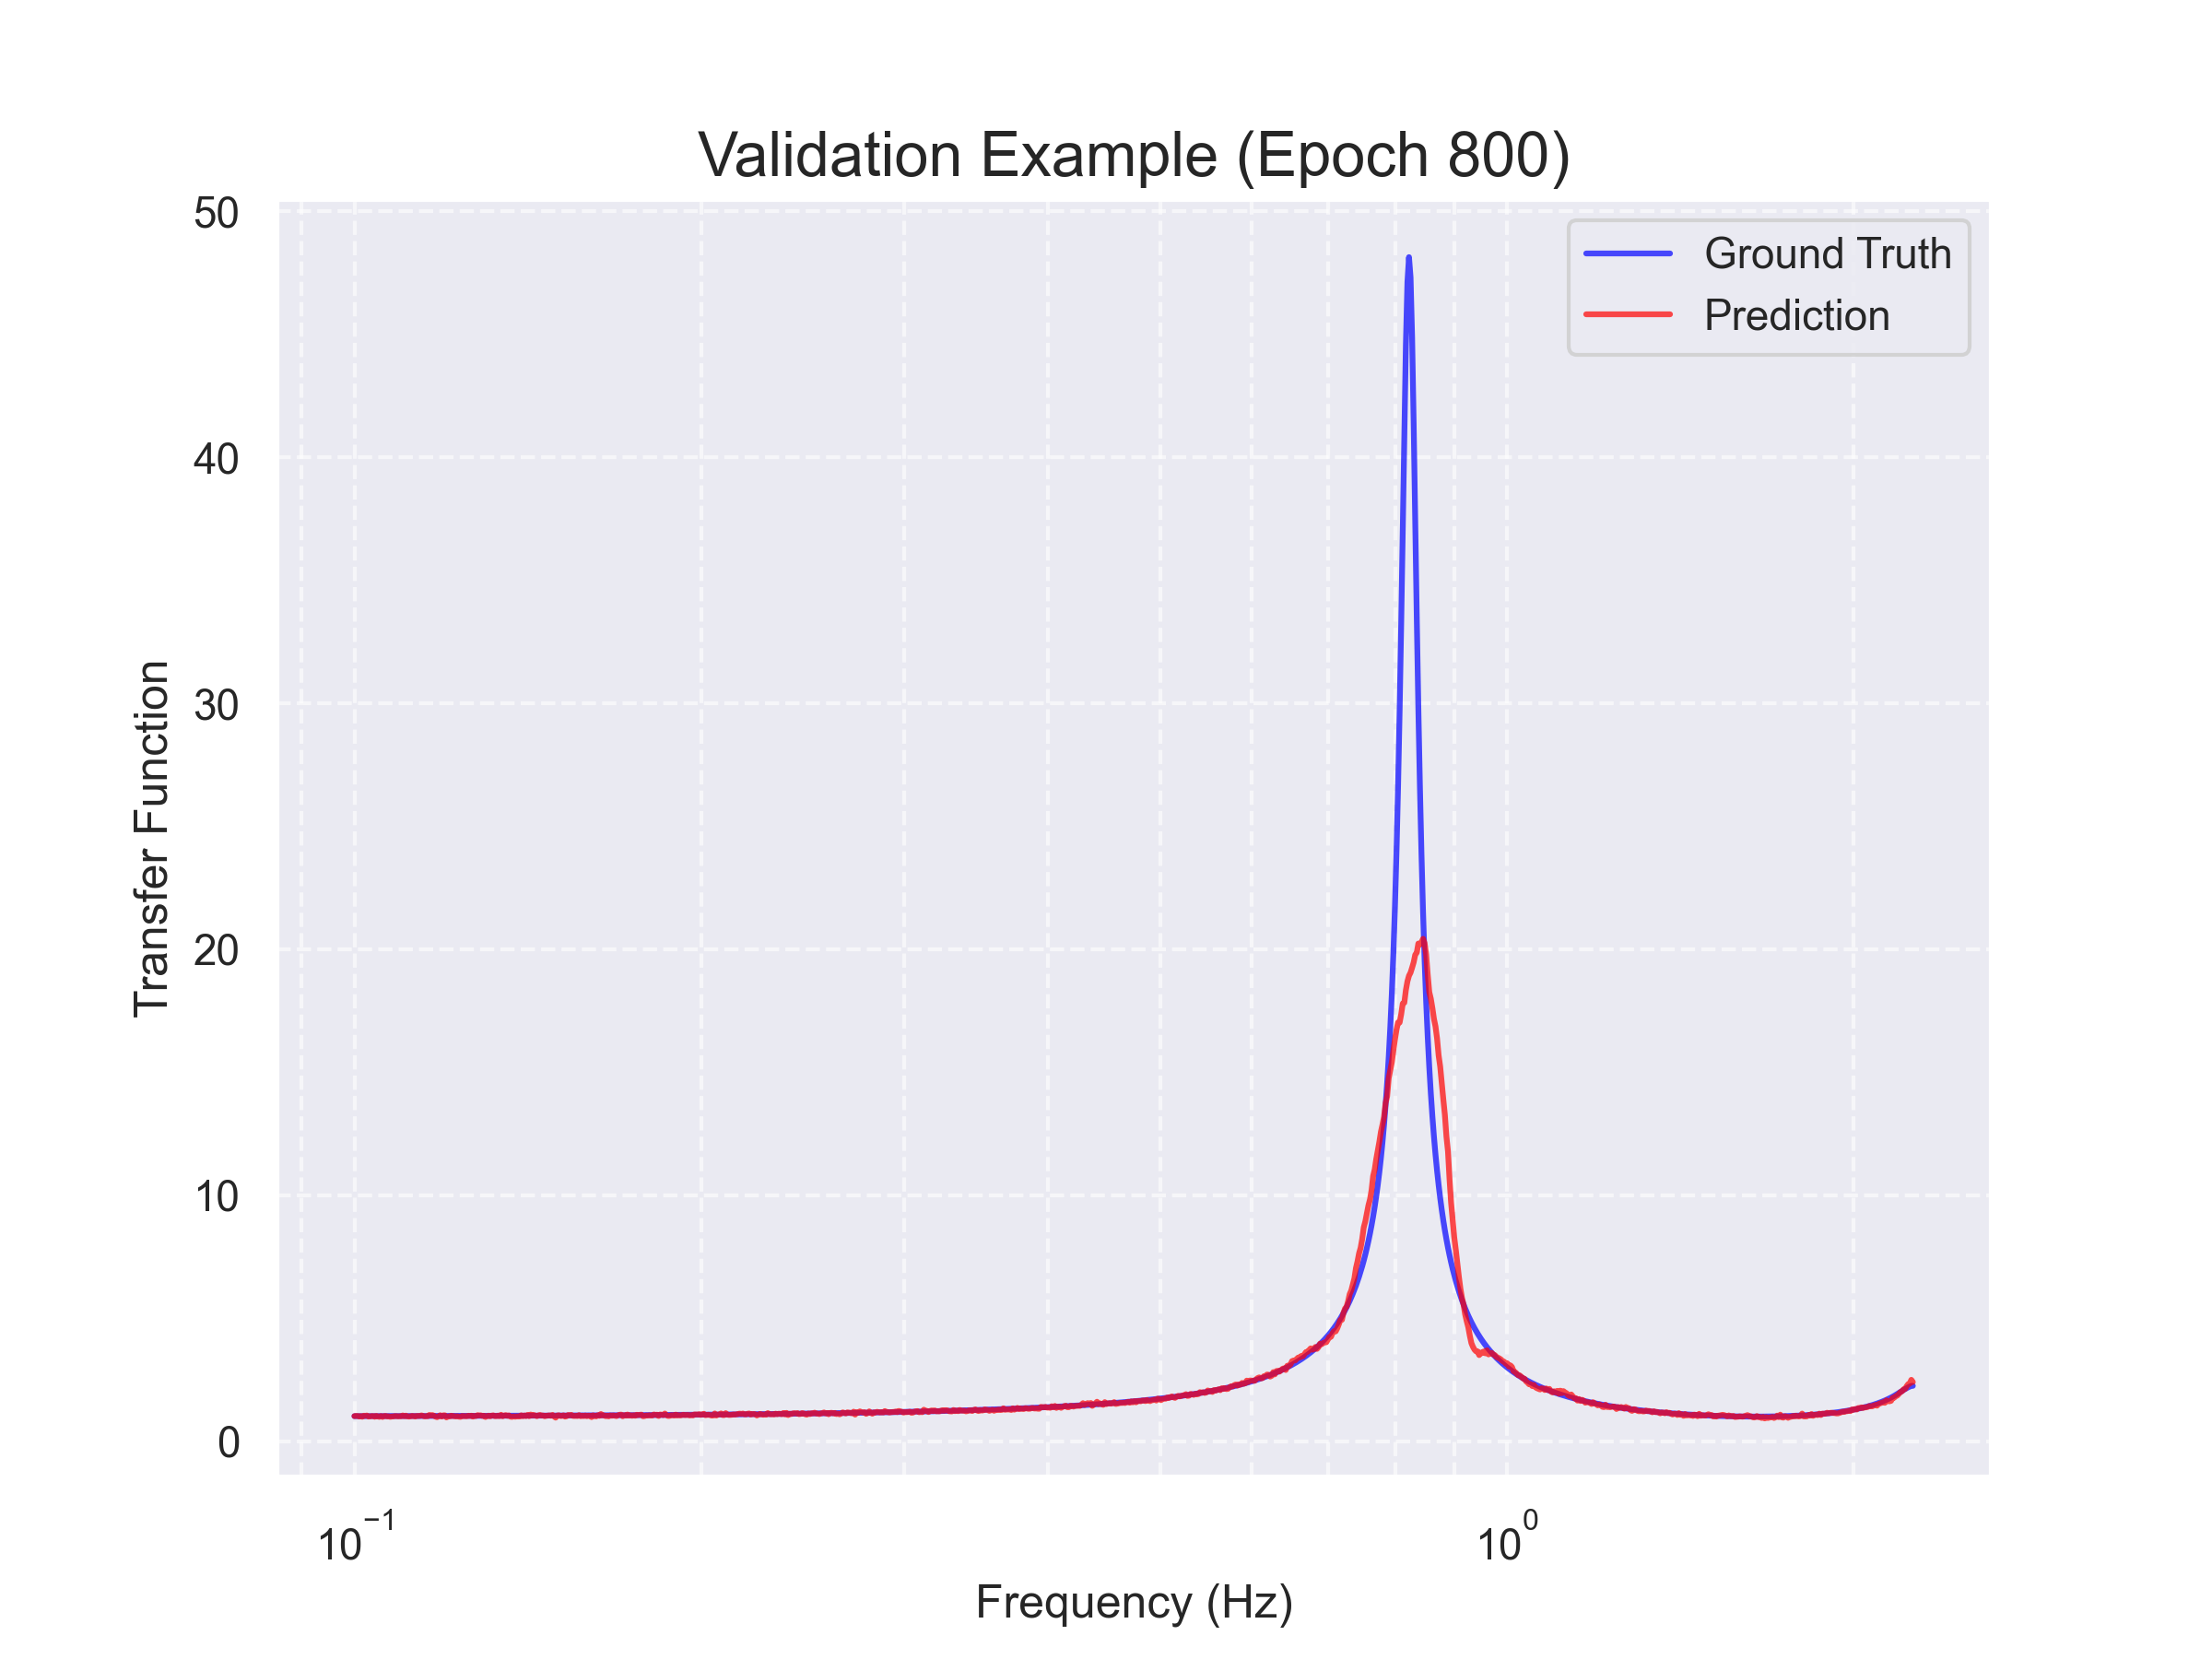 Validation Example (Epoch 800)
Ground Truth
Prediction
50
40
30
20
10
0
Transfer Function
10⁻¹
10⁰
Frequency (Hz)